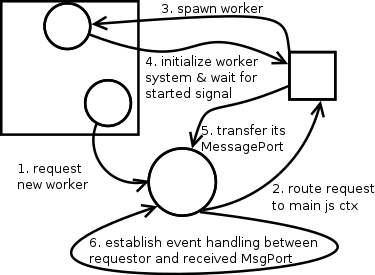 3. spawn worker
4. initialize worker
system & wait for
started signal
5. transfer its
MessagePort
1. request
new worker
2. route request
to main js ctx
6. establish event handling between
requestor and received MsgPort